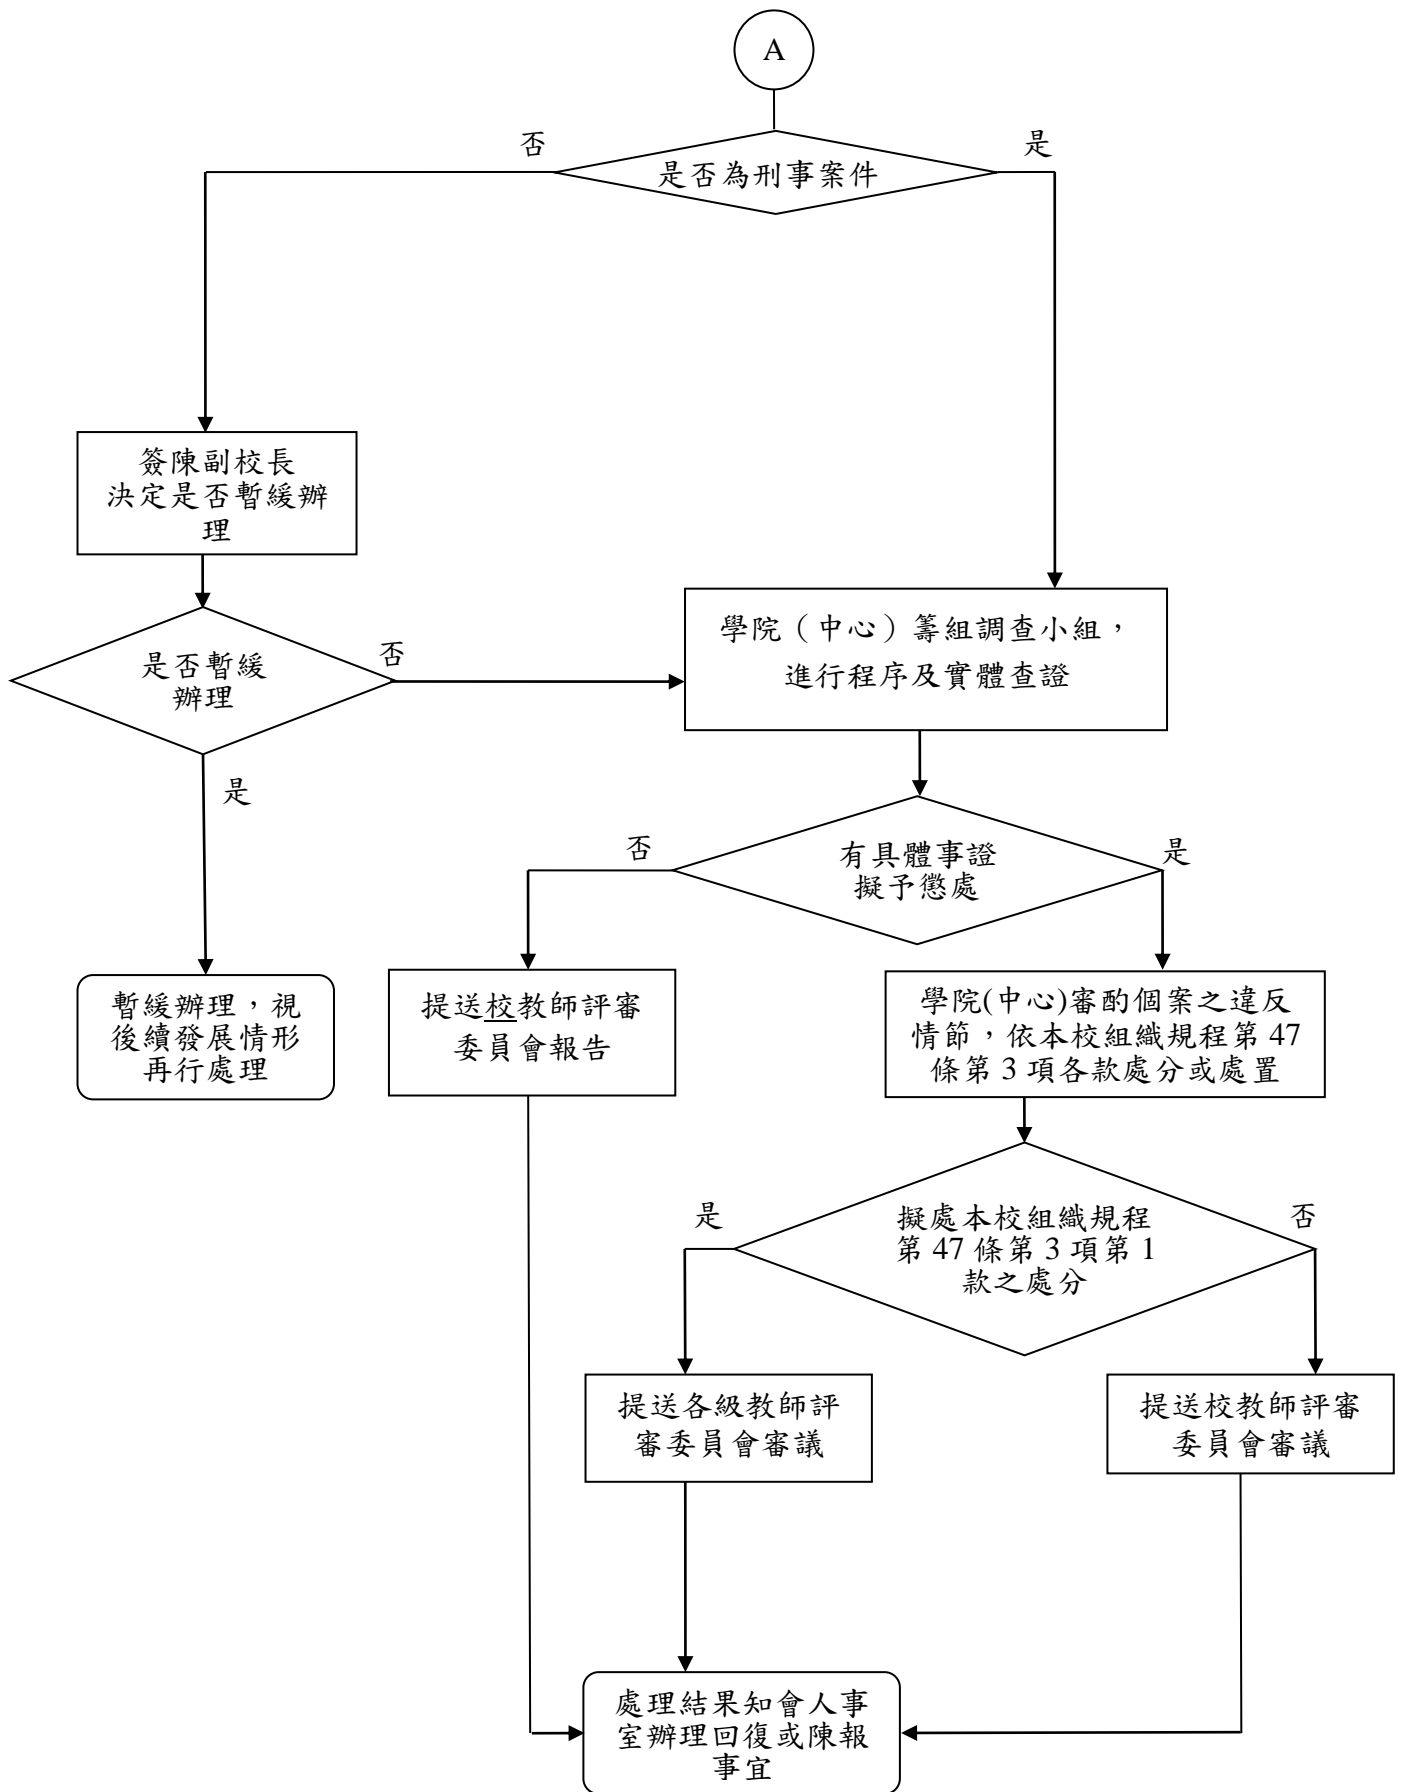 A
否
是
是否為刑事案件
簽陳副校長
決定是否暫緩辦
理
學院（中心）籌組調查小組，
進行程序及實體查證
否
是否暫緩
辦理
是
否
是
有具體事證
擬予懲處
暫緩辦理，視
後續發展情形
再行處理
提送校教師評審
委員會報告
學院(中心)審酌個案之違反
情節，依本校組織規程第 47
條第 3 項各款處分或處置
是
否
擬處本校組織規程
第 47 條第 3 項第 1
款之處分
提送各級教師評
審委員會審議
提送校教師評審
委員會審議
處理結果知會人事
室辦理回復或陳報
事宜